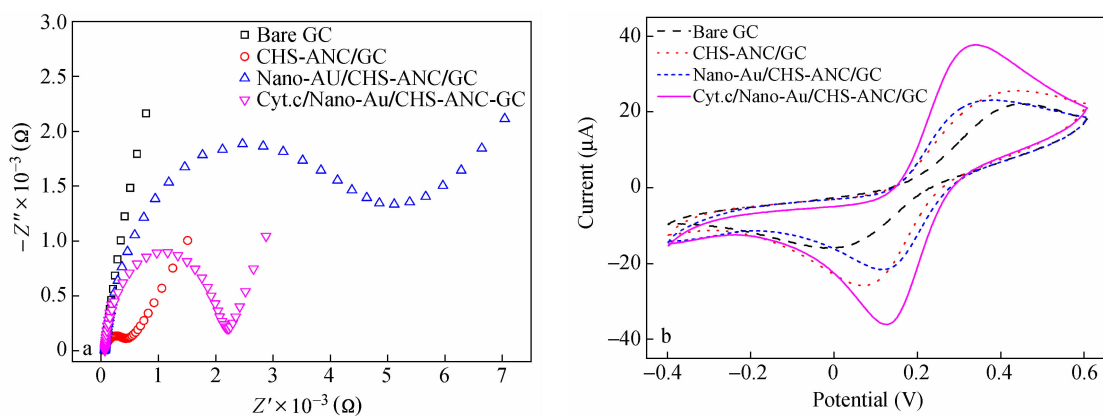 −3.0
−2.5
−2.0
1.5
−1.0
0.5
0
−Z″ × 10⁻³ (Ω)
Bare GC
CHS-ANC/GC
Nano-AU/CHS-ANC/GC
Cyt.c/Nano-Au/CHS-ANC-GC
a
0 1 2 3 4 5 6 7
Z′ × 10⁻³ (Ω)
40
20
0
−20
−40
Current (μA)
Bare GC
CHS-ANC/GC
Nano-Au/CHS-ANC/GC
Cyt.c/Nano-Au/CHS-ANC/GC
b
−0.4 −0.2 0 0.2 0.4 0.6
Potential (V)